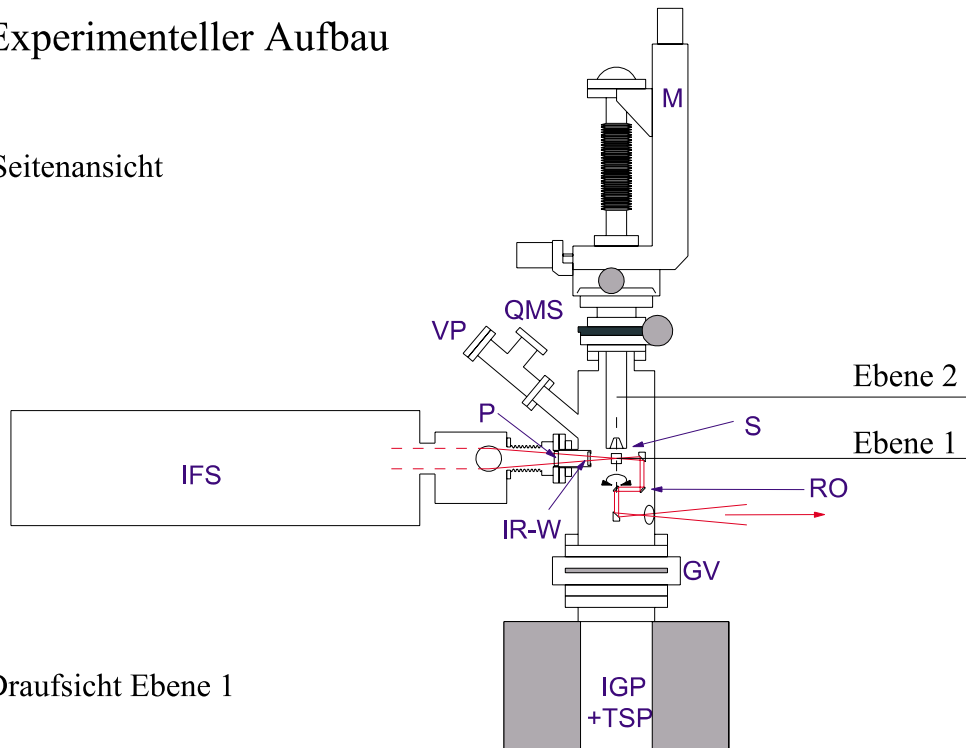 Experimenteller Aufbau
M
Seitenansicht
QMS
VP
Ebene 2
P
S
Ebene 1
IFS
RO
IR-W
GV
Draufsicht Ebene 1
IGP
+TSP